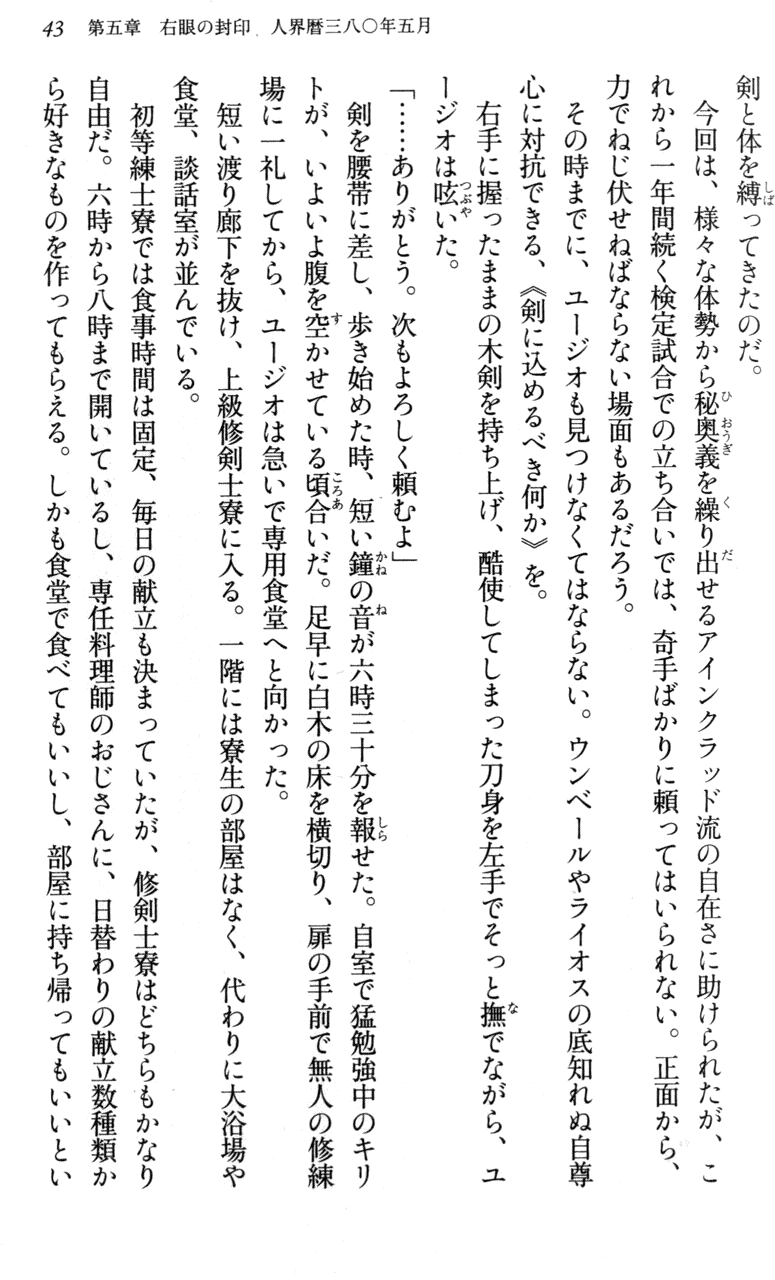 43 第五章 右眼の封印 人界暦三八〇年五月
剣と体を縛ってきたのだ。
　今回は、様々な体勢から秘奥義を繰り出せるアインクラッド流の自在さに助けられたが、こ
れから一年間続く検定試合での立ち合いでは、奇手ばかりに頼ってはいられない。正面から、
力でねじ伏せねばならない場面もあるだろう。
　その時までに、ユージオも見つけなくてはならない。ウンベールやライオスの底知れぬ自尊
心に対抗できる、《剣に込めるべき何か》を。
　右手に握ったままの木剣を持ち上げ、酷使してしまった刀身を左手でそっと撫でながら、ユ
ージオは呟いた。
「……ありがとう。次もよろしく頼むよ」
　剣を腰帯に差し、歩き始めた時、短い鐘の音が六時三十分を報せた。自室で猛勉強中のキリ
トが、いよいよ腹を空かせている頃合いだ。足早に白木の床を横切り、扉の手前で無人の修練
場に一礼してから、ユージオは急いで専用食堂へと向かった。
　短い渡り廊下を抜け、上級修剣士寮に入る。一階には寮生の部屋はなく、代わりに大浴場や
食堂、談話室が並んでいる。
　初等練士寮では食事時間は固定、毎日の献立も決まっていたが、修剣士寮はどちらもかなり
自由だ。六時から八時まで開いているし、専任料理師のおじさんに、日替わりの献立数種類か
ら好きなものを作ってもらえる。しかも食堂で食べてもいいし、部屋に持ち帰ってもいいとい